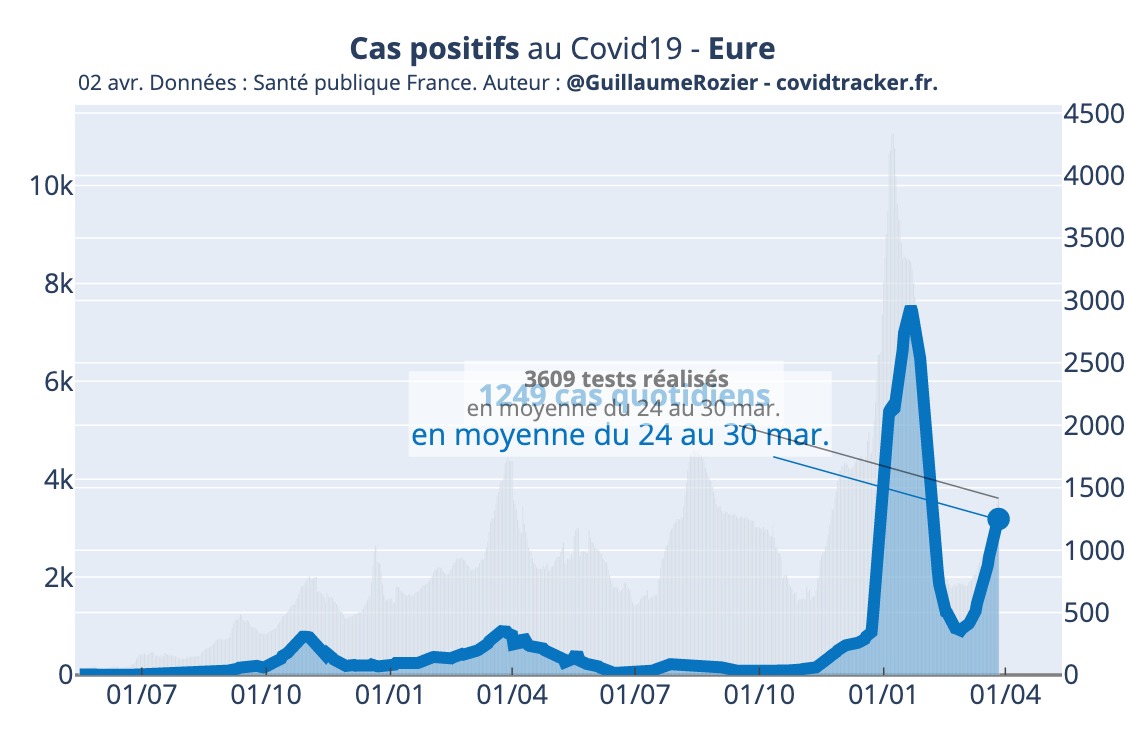 Cas positifs au Covid19 - Eure
02 avr. Données : Santé publique France. Auteur : @GuillaumeRozier - covidtracker.fr.
4500
10k
4000
3500
8k
3000
2500
6k
3609 tests réalisés
1249 cas quotidiens
en moyenne du 24 au 30 mar.
en moyenne du 24 au 30 mar.
2000
4k
1500
1000
2k
500
0
0
01/07
01/10
01/01
01/04
01/07
01/10
01/01
01/04